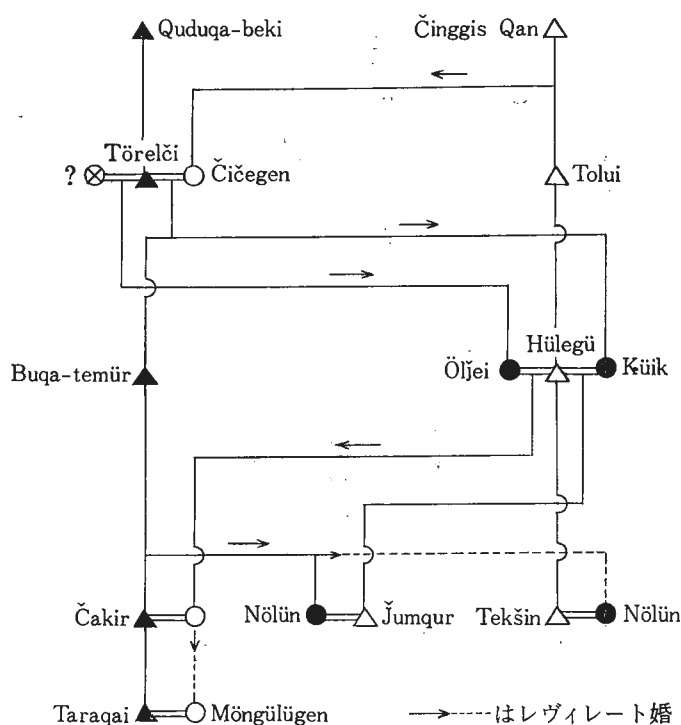 Quduqa-beki
Činggis Qan
Törelči
?
Čičegen
Tolui
Hülegü
Buqa-temür
Öljei
Küik
Čakir
Nölün
J̌umqur
Tekšin
Nölün
Taraqai
Möngülügen
はレヴィレート婚